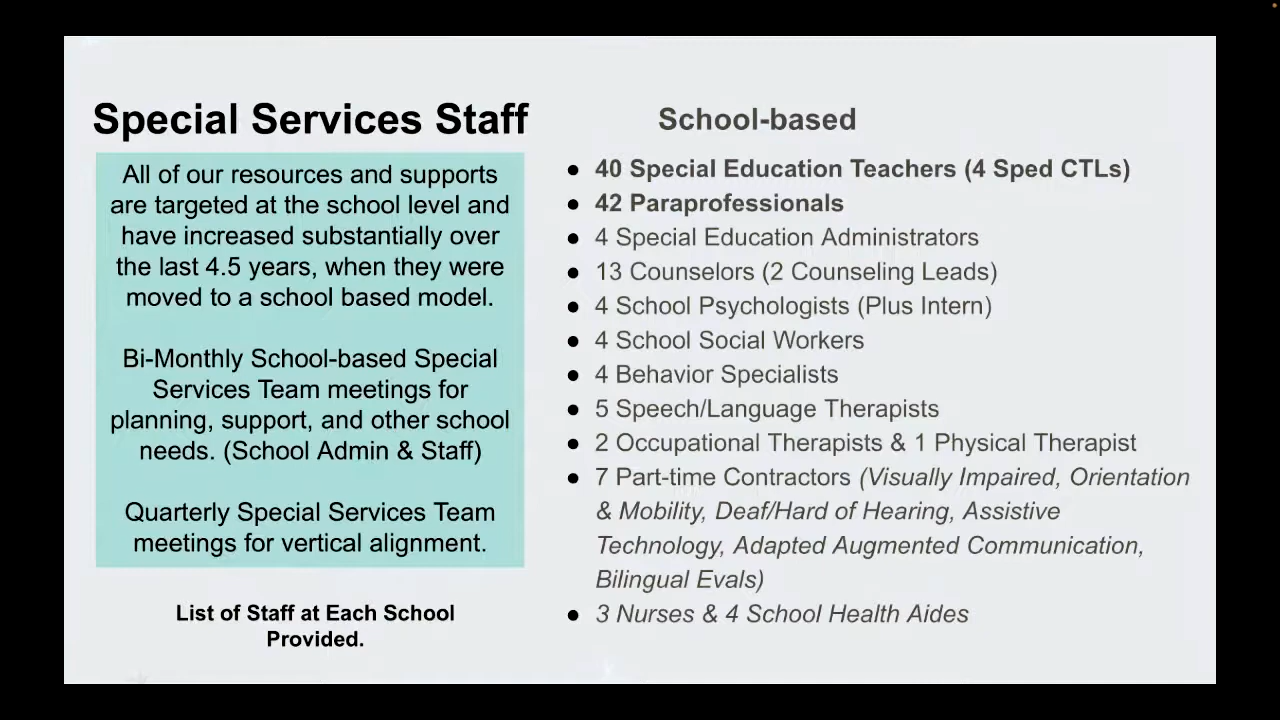 Special Services Staff
All of our resources and supports
are targeted at the school level and
have increased substantially over
the last 4.5 years, when they were
moved to a school based model.
Bi-Monthly School-based Special
Services Team meetings for
planning, support, and other school
needs. (School Admin & Staff)
Quarterly Special Services Team
meetings for vertical alignment.
List of Staff at Each School
Provided.
School-based
● 40 Special Education Teachers (4 Sped CTLs)
● 42 Paraprofessionals
● 4 Special Education Administrators
● 13 Counselors (2 Counseling Leads)
● 4 School Psychologists (Plus Intern)
● 4 School Social Workers
● 4 Behavior Specialists
● 5 Speech/Language Therapists
● 2 Occupational Therapists & 1 Physical Therapist
● 7 Part-time Contractors (Visually Impaired, Orientation
& Mobility, Deaf/Hard of Hearing, Assistive
Technology, Adapted Augmented Communication,
Bilingual Evals)
● 3 Nurses & 4 School Health Aides